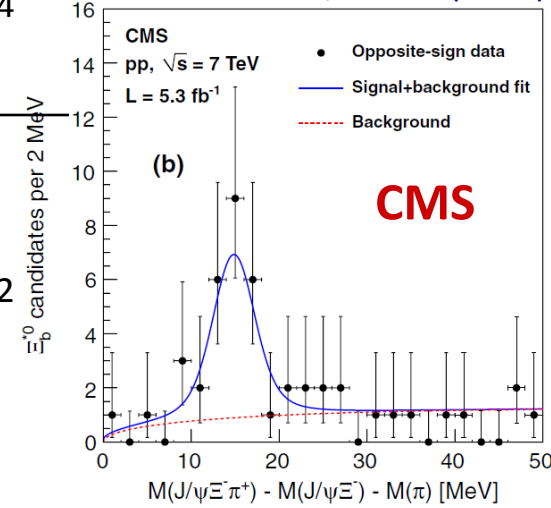 4
2
16
14
12
10
8
6
4
2
0
Ξb*0 candidates per 2 MeV
CMS
pp, √s = 7 TeV
L = 5.3 fb-1
(b)
Opposite-sign data
Signal+background fit
Background
CMS
0 10 20 30 40 50
M(J/ψΞ-π+) - M(J/ψΞ-) - M(π) [MeV]